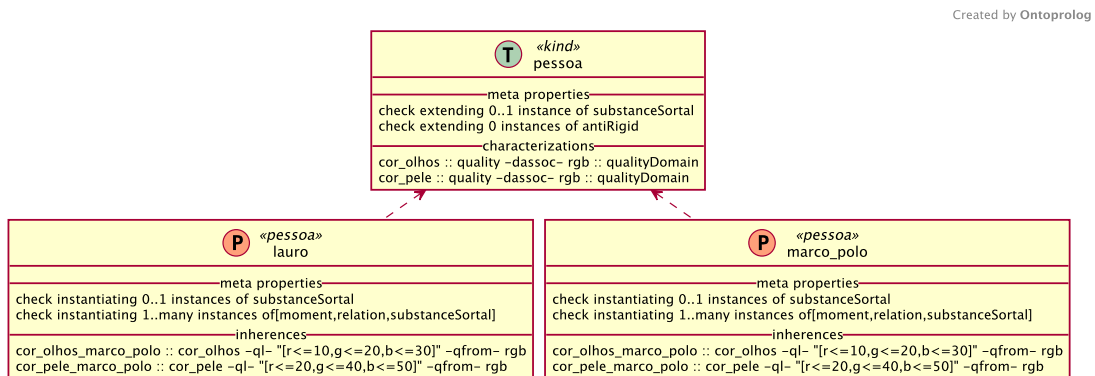 Created by Ontoprolog
T
«kind»
pessoa
meta properties
check extending 0..1 instance of substanceSortal
check extending 0 instances of antiRigid
characterizations
cor_olhos :: quality -dassoc- rgb :: qualityDomain
cor_pele :: quality -dassoc- rgb :: qualityDomain
P
«pessoa»
lauro
meta properties
check instantiating 0..1 instances of substanceSortal
check instantiating 1..many instances of[moment,relation,substanceSortal]
inherences
cor_olhos_marco_polo :: cor_olhos -ql- "[r<=10,g<=20,b<=30]" -qfrom- rgb
cor_pele_marco_polo :: cor_pele -ql- "[r<=20,g<=40,b<=50]" -qfrom- rgb
P
«pessoa»
marco_polo
meta properties
check instantiating 0..1 instances of substanceSortal
check instantiating 1..many instances of[moment,relation,substanceSortal]
inherences
cor_olhos_marco_polo :: cor_olhos -ql- "[r<=10,g<=20,b<=30]" -qfrom- rgb
cor_pele_marco_polo :: cor_pele -ql- "[r<=20,g<=40,b<=50]" -qfrom- rgb